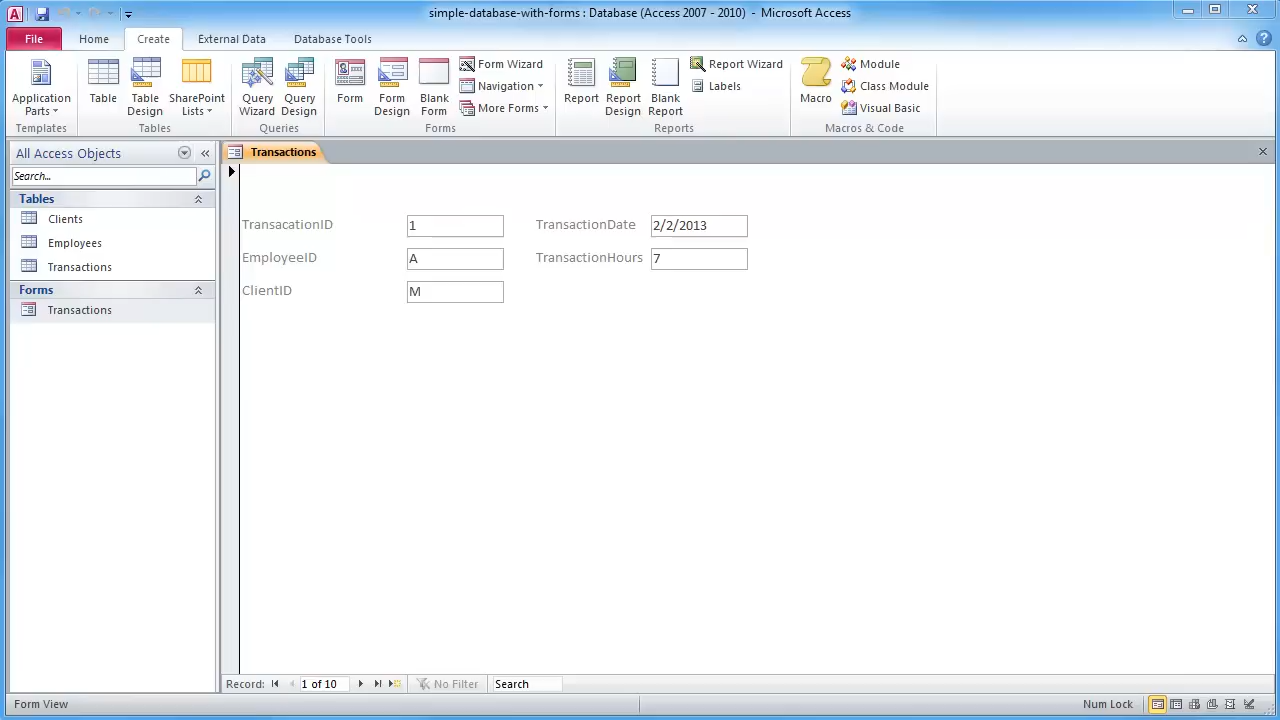 simple-database-with-forms : Database (Access 2007 - 2010) - Microsoft Access
File Home Create External Data Database Tools
Application Parts
Templates
Table
Table Design
SharePoint Lists
Tables
Query Wizard
Query Design
Queries
Form
Form Design
Blank Form
Form Wizard
Navigation
More Forms
Forms
Report
Report Design
Blank Report
Report Wizard
Labels
Reports
Macro
Module
Class Module
Visual Basic
Macros & Code
All Access Objects
Search...
Tables
Clients
Employees
Transactions
Forms
Transactions
Transactions
TransacationID 1 TransactionDate 2/2/2013
EmployeeID A TransactionHours 7
ClientID M
Record: 1 of 10 No Filter Search
Form View Num Lock